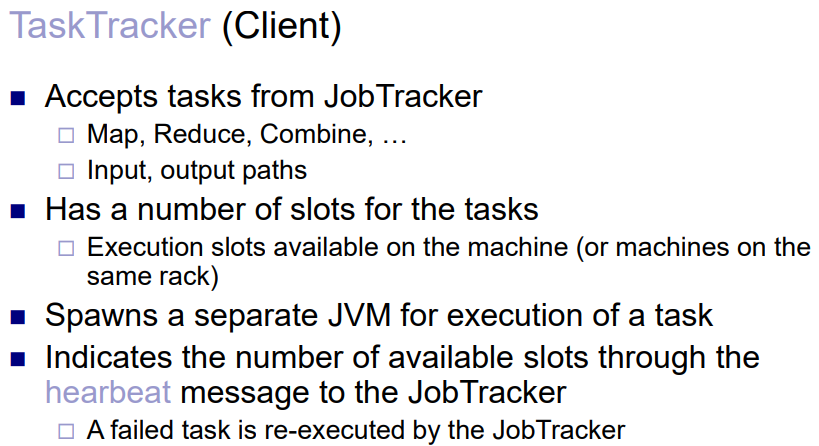 TaskTracker (Client)
Accepts tasks from JobTracker
Map, Reduce, Combine, …
Input, output paths
Has a number of slots for the tasks
Execution slots available on the machine (or machines on the
same rack)
Spawns a separate JVM for execution of a task
Indicates the number of available slots through the
hearbeat message to the JobTracker
A failed task is re-executed by the JobTracker